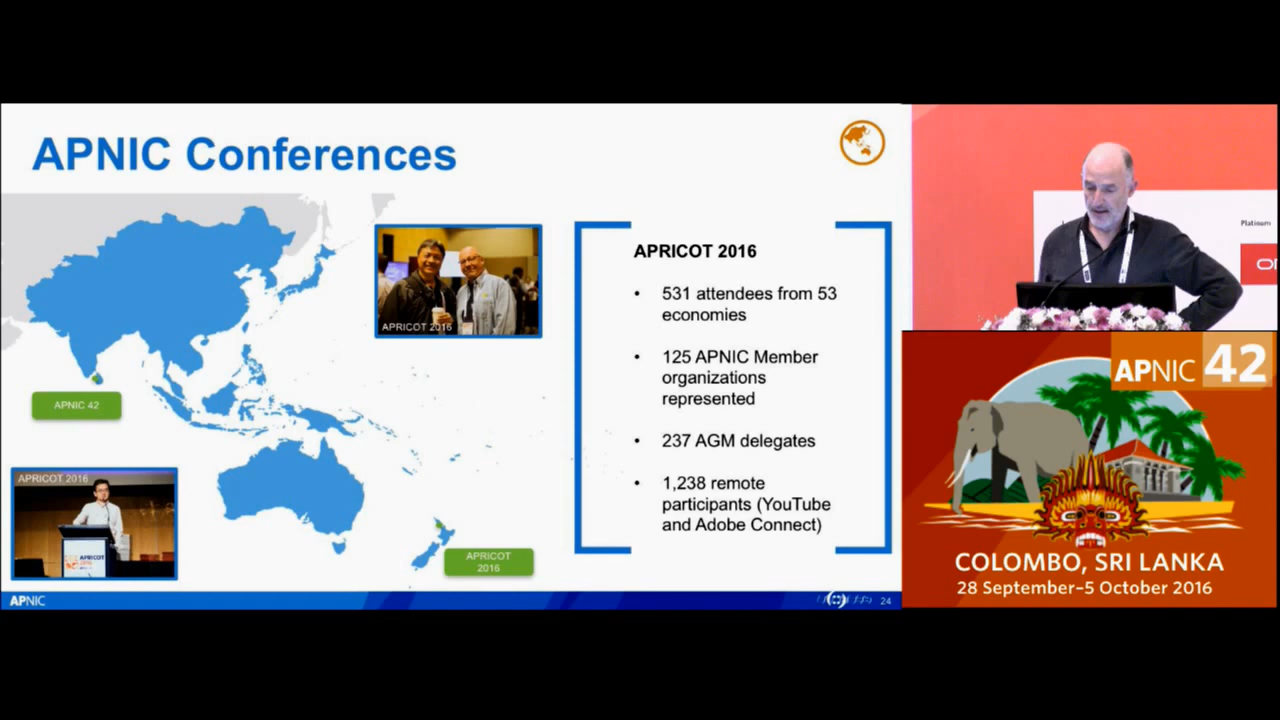 APNIC Conferences
APRICOT 2016
APNIC 42
APRICOT 2016
APRICOT
2016
APRICOT
2016
APRICOT 2016
• 531 attendees from 53
economies
• 125 APNIC Member
organizations
represented
• 237 AGM delegates
• 1,238 remote
participants (YouTube
and Adobe Connect)
APNIC
24
Platinum
APNIC 42
COLOMBO, SRI LANKA
28 September–5 October 2016